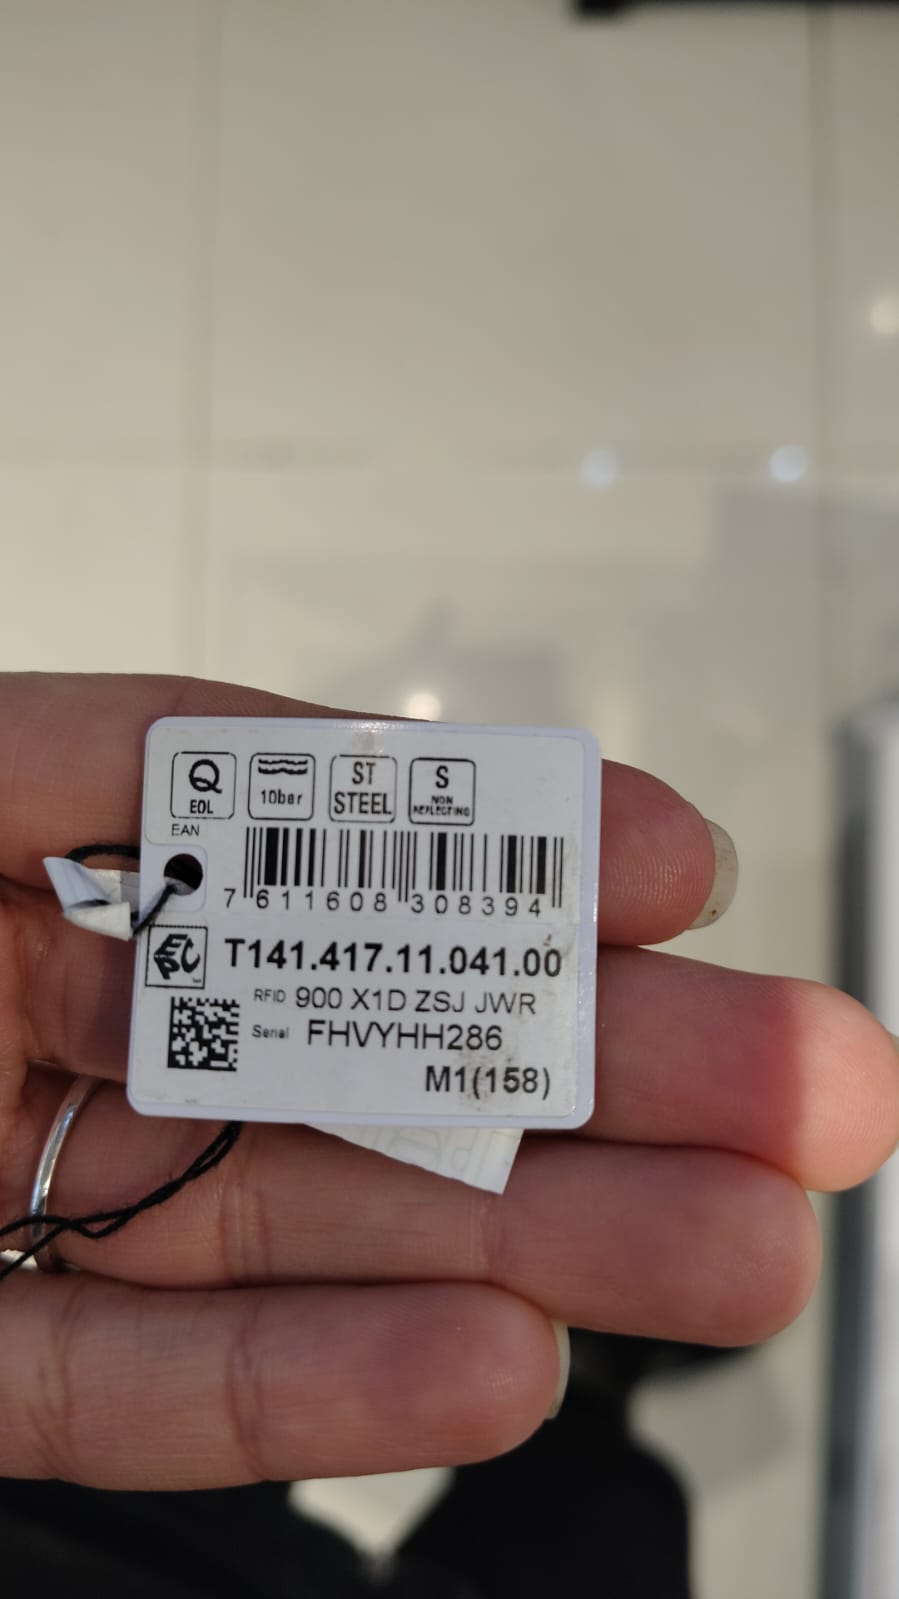 Q
EOL
10bar
ST
STEEL
S
NON
REFLECTING
EAN
7 611608 308394
EPC
T141.417.11.041.00
RFID 900 X1D ZSJ JWR
Serial FHVYHH286
M1(158)